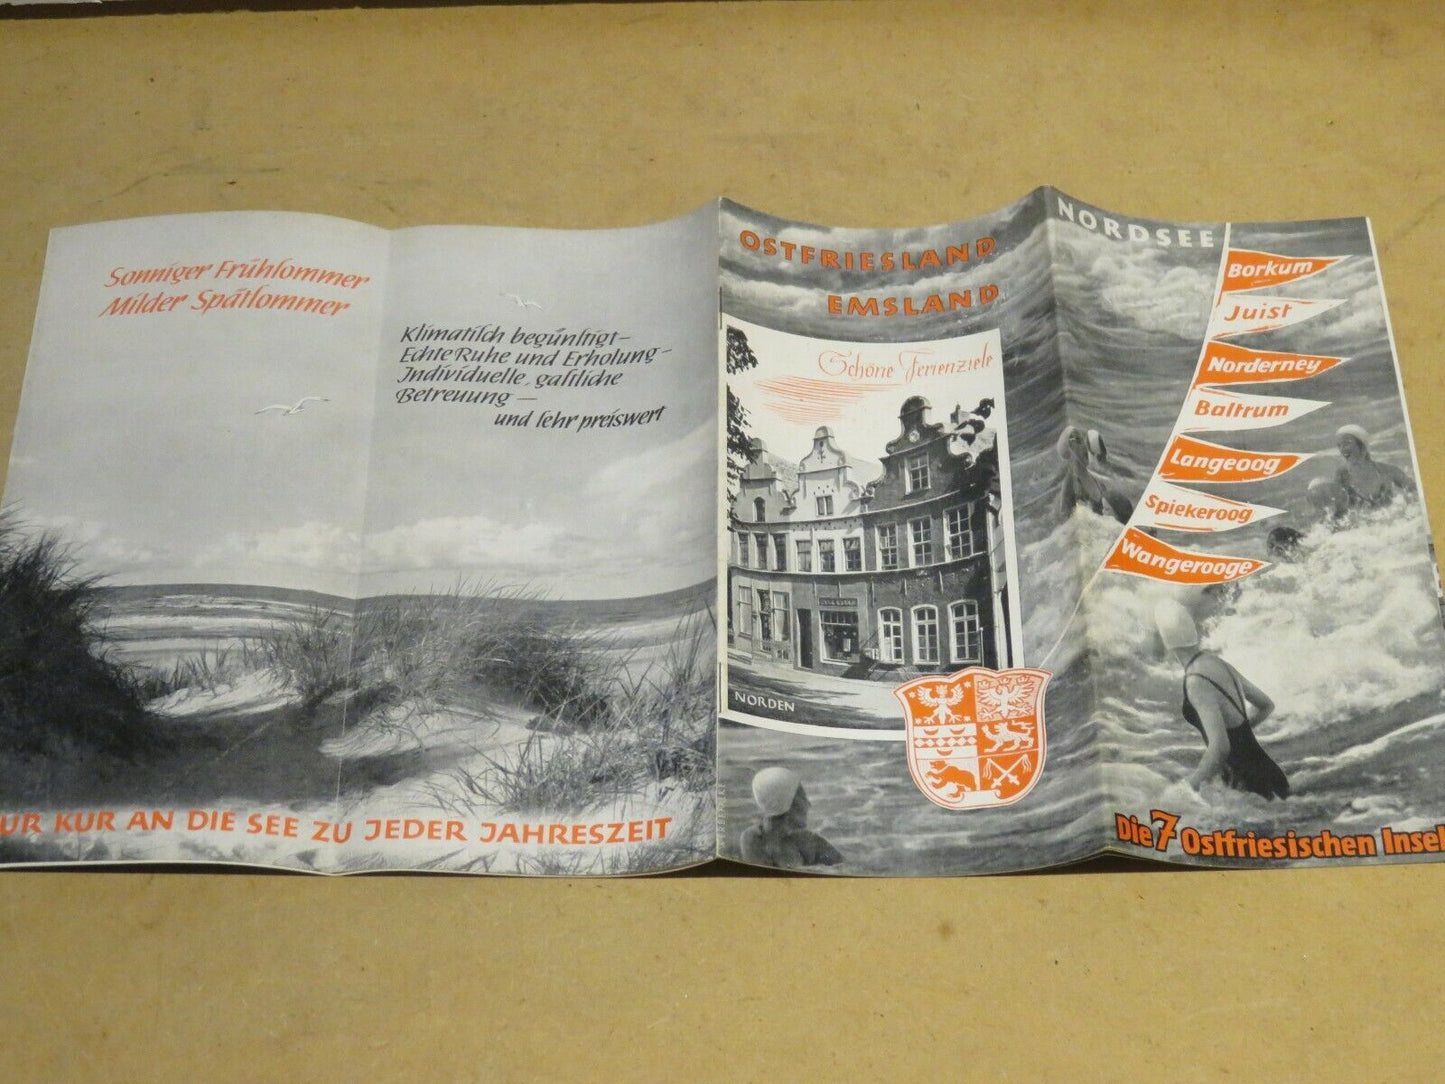 Sonniger Frühſommer
Milder Spätſommer
Klimatiſch begünſtigt –
Echte Ruhe und Erholung –
Individuelle, gaſtliche
Betreuung –
und ſehr preiswert
UR KUR AN DIE SEE ZU JEDER JAHRESZEIT
OSTFRIESLAND
EMSLAND
Schöne Ferienziele
NORDEN
NORDSEE
Borkum
Juist
Norderney
Baltrum
Langeoog
Spiekeroog
Wangerooge
Die 7 Ostfriesischen Insel